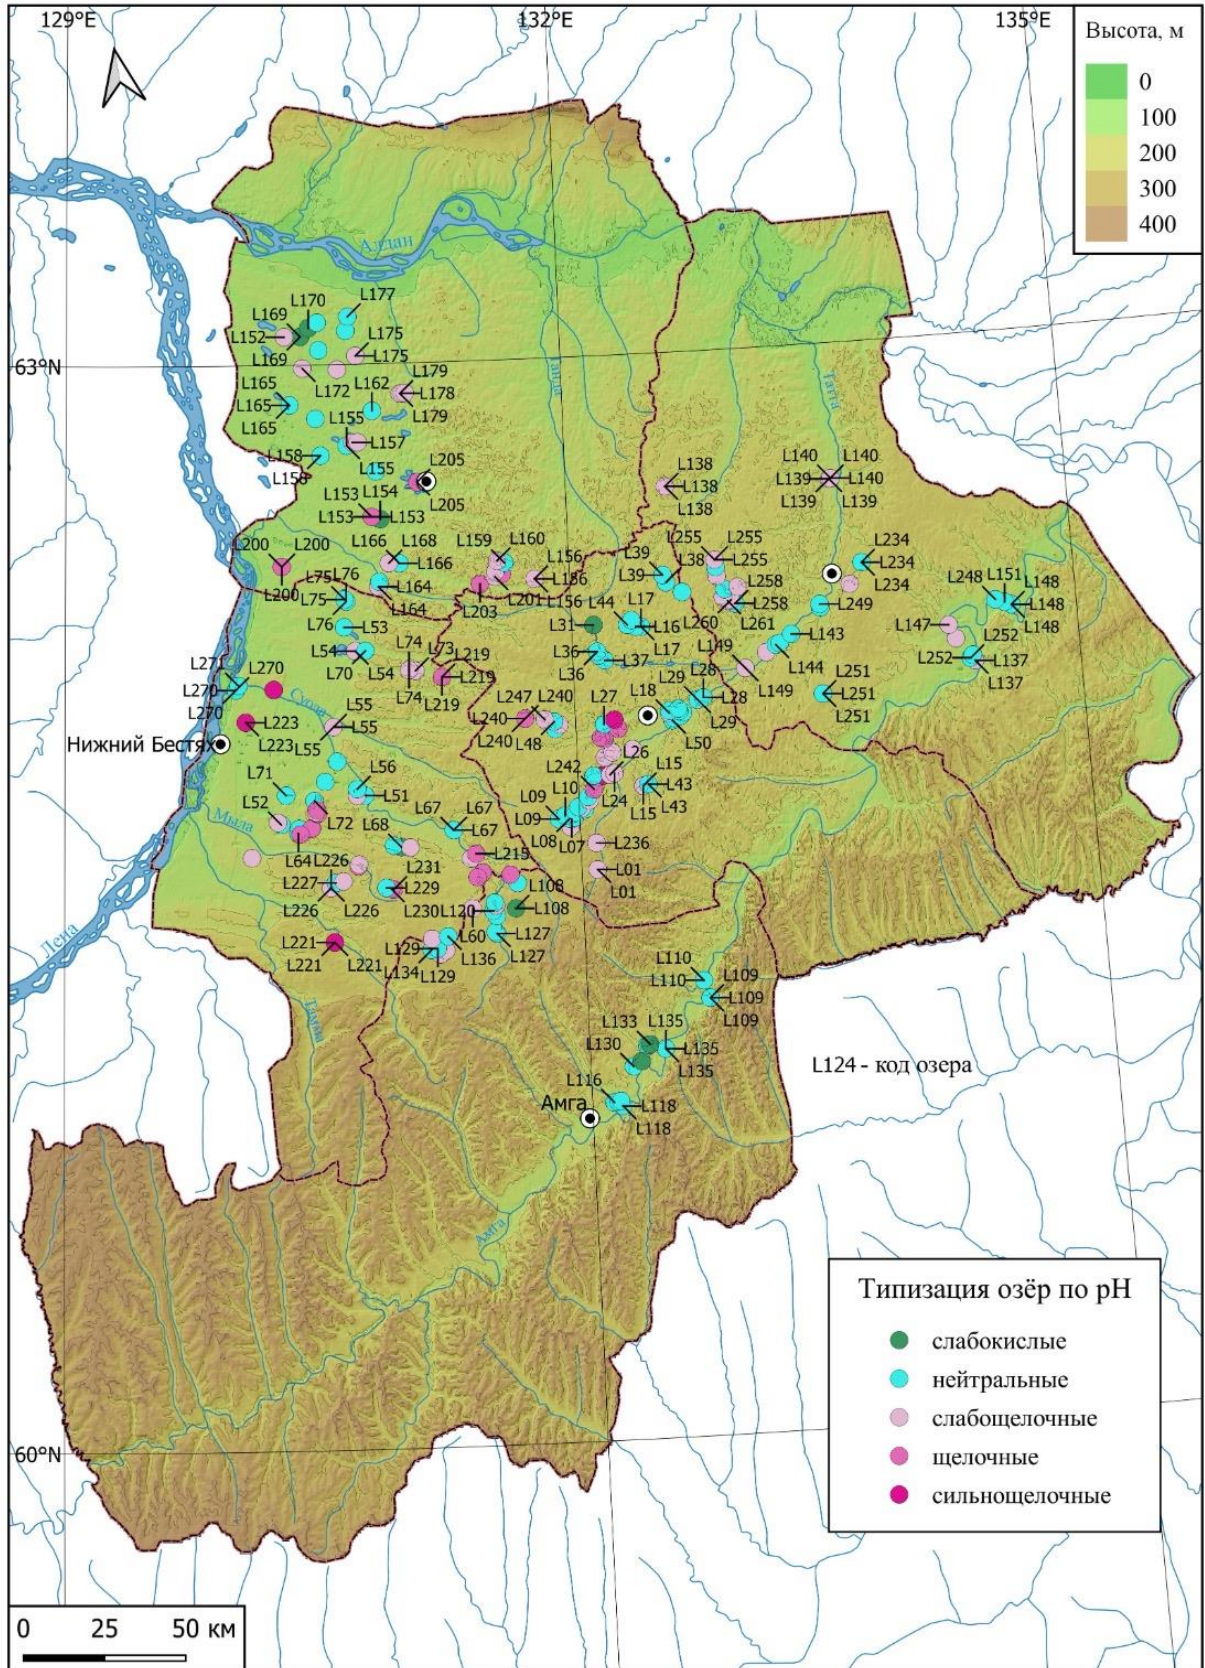 129°E
132°E
135°E
Высота, м
0
100
200
300
400
Алдан
L170
L177
L169
L152
L175
L175
63°N
L169
L172
L179
L178
L179
Танда
Татта
L165
L165
L165
L162
L155
L157
L158
L158
L155
L205
L205
L138
L138
L138
L140
L140
L139
L140
L139
L139
L153
L154
L153
L153
L200
L200
L200
L166
L168
L166
L164
L164
L159
L160
L156
L156
L156
L201
L203
L39
L39
L38
L255
L255
L255
L258
L258
L261
L260
L234
L234
L234
L249
L248
L151
L148
L148
L148
L147
L252
L252
L137
L137
L75
L76
L75
L76
L53
L54
L70
L54
L74
L73
L74
L219
L219
L219
L44
L17
L31
L16
L17
L36
L36
L37
L149
L149
L143
L144
L251
L251
L251
L271
L270
L270
L270
Суола
L223
L223
L55
L55
L55
Нижний Бестях
L247
L240
L240
L240
L48
L27
L18
L29
L28
L28
L29
L50
L26
L242
L10
L24
L15
L43
L15
L43
L09
L09
L08
L07
L71
L56
L51
L52
Мыла
L72
L64
L67
L67
L67
L68
L236
L01
L01
L226
L227
L226
L226
L231
L229
L230
L215
L120
L108
L108
L221
L221
L221
L129
L134
L129
L60
L136
L127
L127
Лена
Тамма
L110
L110
L109
L109
L109
L133
L135
L130
L135
L135
L116
Амга
L118
L118
L124 - код озера
Амга
Типизация озёр по pH
слабокислые
нейтральные
слабощелочные
щелочные
сильнощелочные
60°N
0 25 50 км